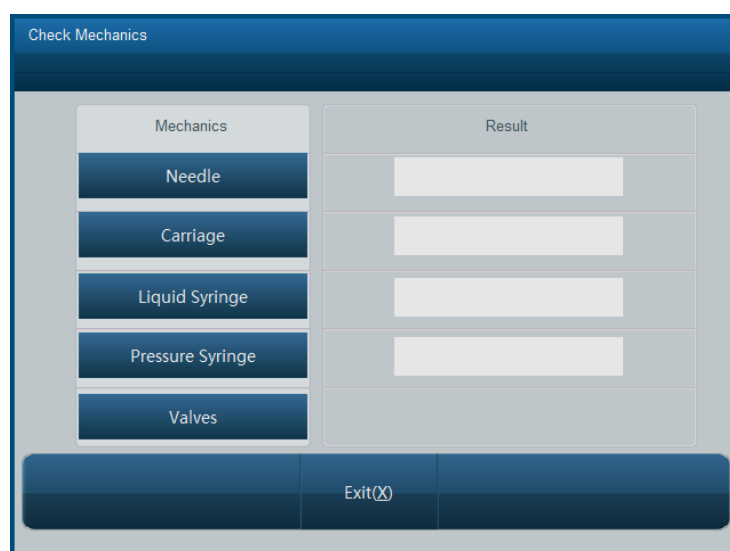 Check Mechanics
Mechanics
Result
Needle
Carriage
Liquid Syringe
Pressure Syringe
Valves
Exit(X)